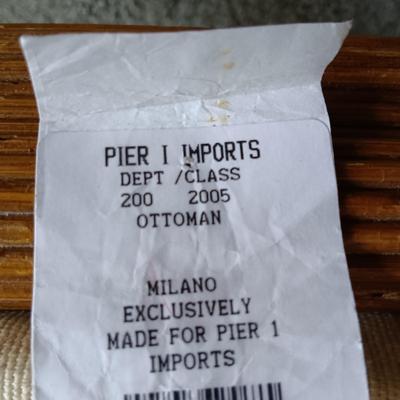 PIER I IMPORTS
DEPT /CLASS
200 2005
OTTOMAN
MILANO
EXCLUSIVELY
MADE FOR PIER 1
IMPORTS